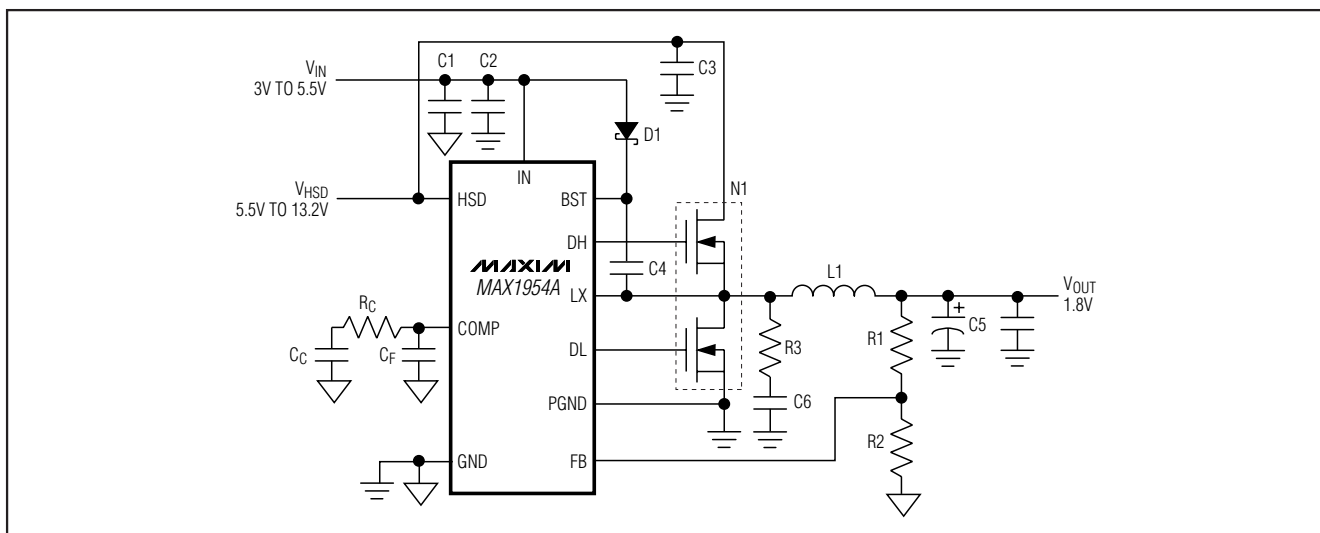 C1
C2
C3
VIN
3V TO 5.5V
D1
IN
N1
VHSD
5.5V TO 13.2V
HSD
BST
DH
C4
MAXIM
MAX1954A
LX
L1
VOUT
1.8V
RC
COMP
C5
R1
CC
CF
DL
R3
PGND
C6
R2
GND
FB
+